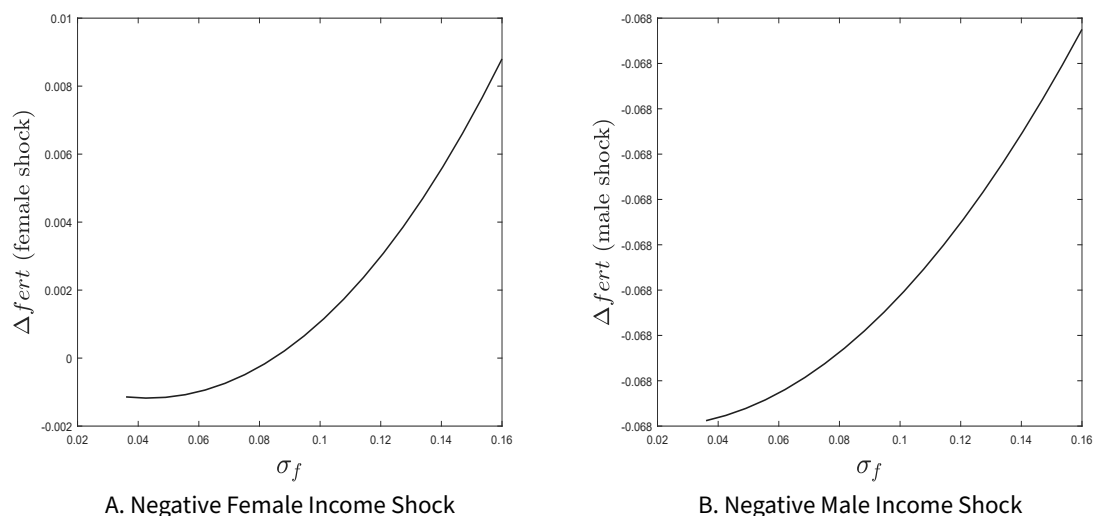 0.01
0.008
0.006
0.004
0.002
0
-0.002
0.02 0.04 0.06 0.08 0.1 0.12 0.14 0.16
Δfert (female shock)
σf
A. Negative Female Income Shock
-0.068
-0.068
-0.068
-0.068
-0.068
-0.068
-0.068
-0.068
-0.068
-0.068
0.02 0.04 0.06 0.08 0.1 0.12 0.14 0.16
Δfert (male shock)
σf
B. Negative Male Income Shock